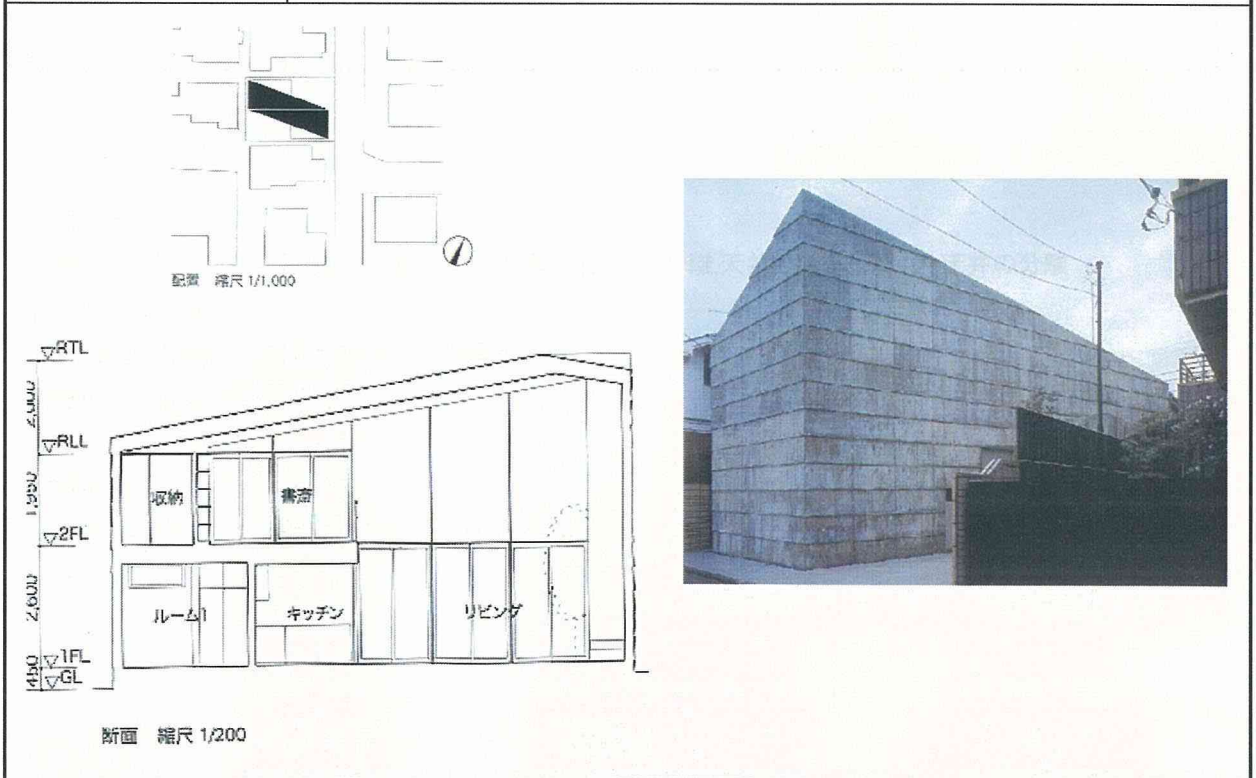 配置 縮尺 1/1,000
RTL
RLL
収納
書斎
2FL
2,600
ルーム1
キッチン
リビング
1FL
450
GL
断面 縮尺 1/200